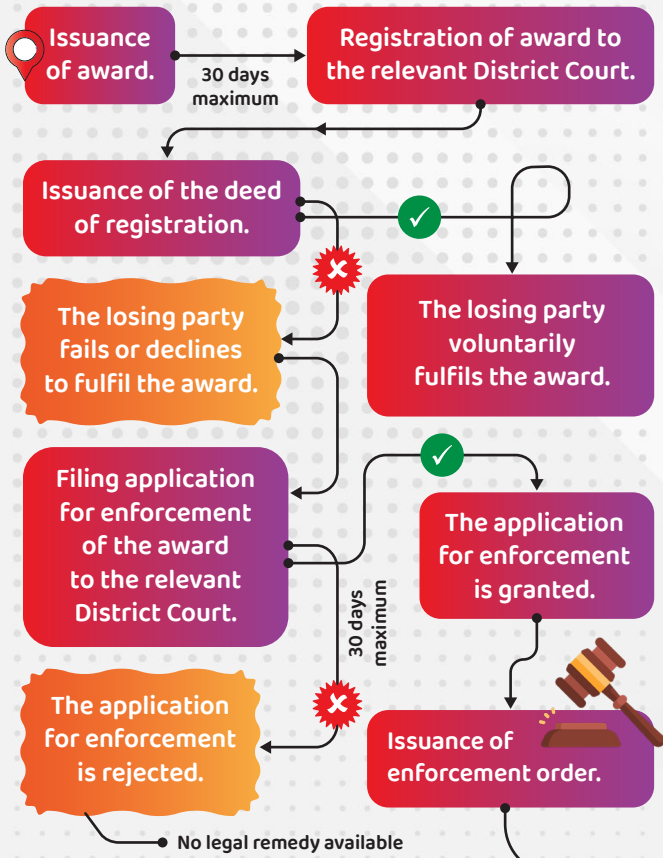 Issuance
of award.
30 days
maximum
Registration of award to
the relevant District Court.
Issuance of the deed
of registration.
The losing party
fails or declines
to fulfil the award.
The losing party
voluntarily
fulfils the award.
Filing application
for enforcement
of the award
to the relevant
District Court.
30 days
maximum
The application
for enforcement
is granted.
The application
for enforcement
is rejected.
Issuance of
enforcement order.
No legal remedy available